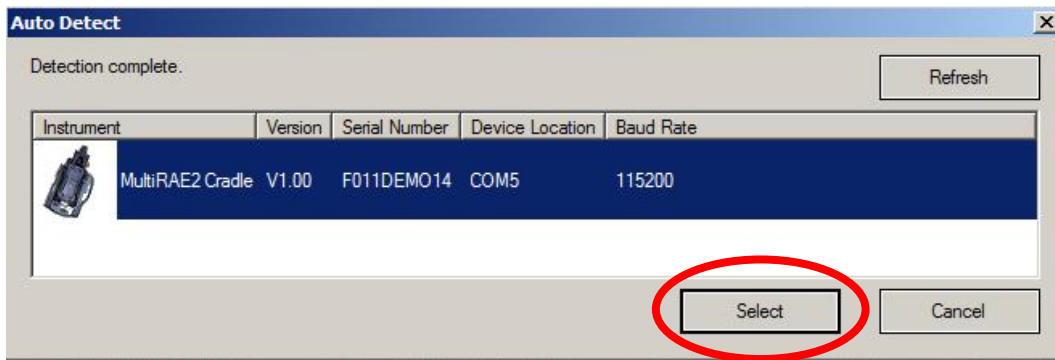 Auto Detect
Detection complete.
Refresh
Instrument Version Serial Number Device Location Baud Rate
MultiRAE2 Cradle V1.00 F011DEMO14 COM5 115200
Select Cancel